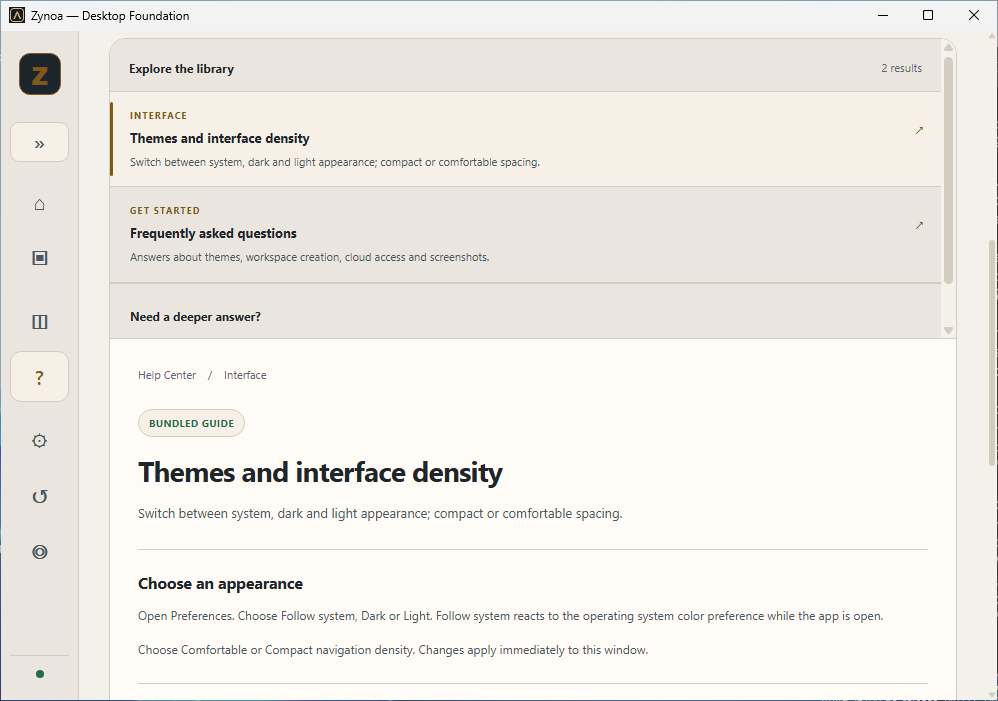 Zynoa — Desktop Foundation
Z
»
?
Explore the library
2 results
INTERFACE
Themes and interface density
↗
Switch between system, dark and light appearance; compact or comfortable spacing.
GET STARTED
Frequently asked questions
↗
Answers about themes, workspace creation, cloud access and screenshots.
Need a deeper answer?
Help Center / Interface
BUNDLED GUIDE
Themes and interface density
Switch between system, dark and light appearance; compact or comfortable spacing.
Choose an appearance
Open Preferences. Choose Follow system, Dark or Light. Follow system reacts to the operating system color preference while the app is open.
Choose Comfortable or Compact navigation density. Changes apply immediately to this window.